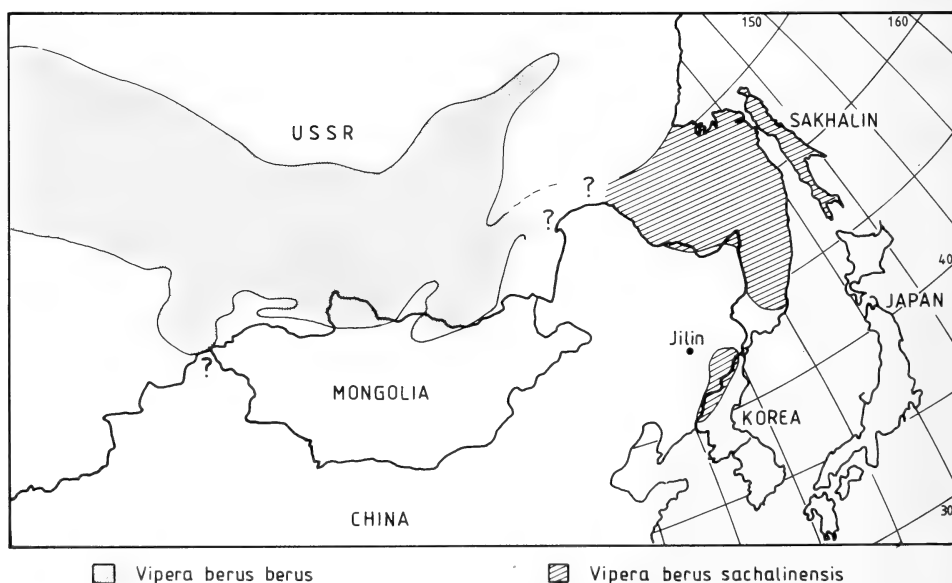 150
160
SAKHALIN
USSR
?
?
40
JAPAN
Jilin
?
MONGOLIA
KOREA
30
CHINA
Vipera berus berus
Vipera berus sachalinensis